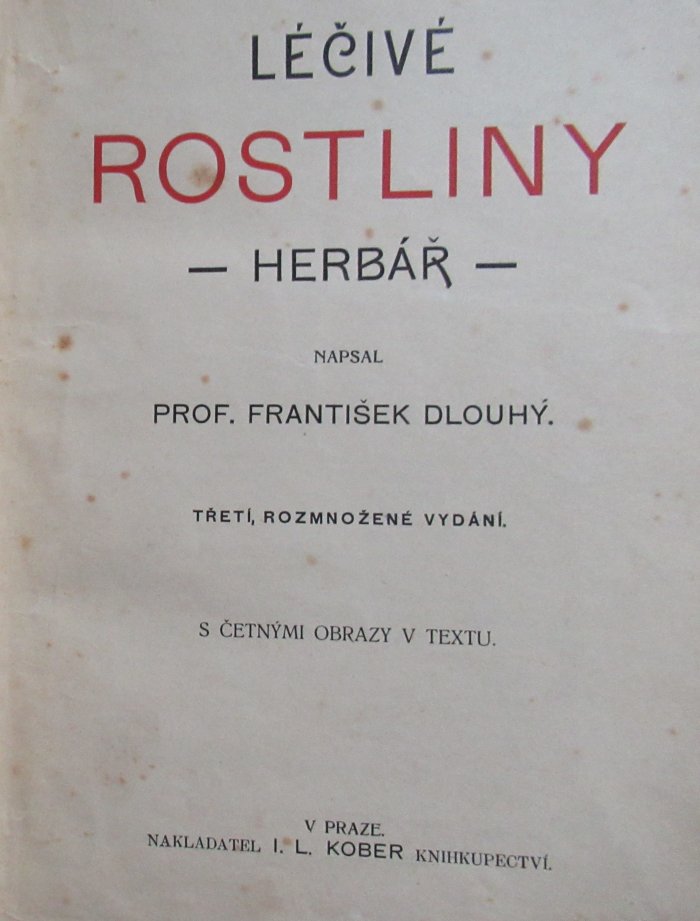 LÉČIVÉ
ROSTLINY
— HERBÁŘ —
NAPSAL
PROF. FRANTIŠEK DLOUHÝ.
TŘETÍ, ROZMNOŽENÉ VYDÁNÍ.
S ČETNÝMI OBRAZY V TEXTU.
V PRAZE.
NAKLADATEL I. L. KOBER KNIHKUPECTVÍ.